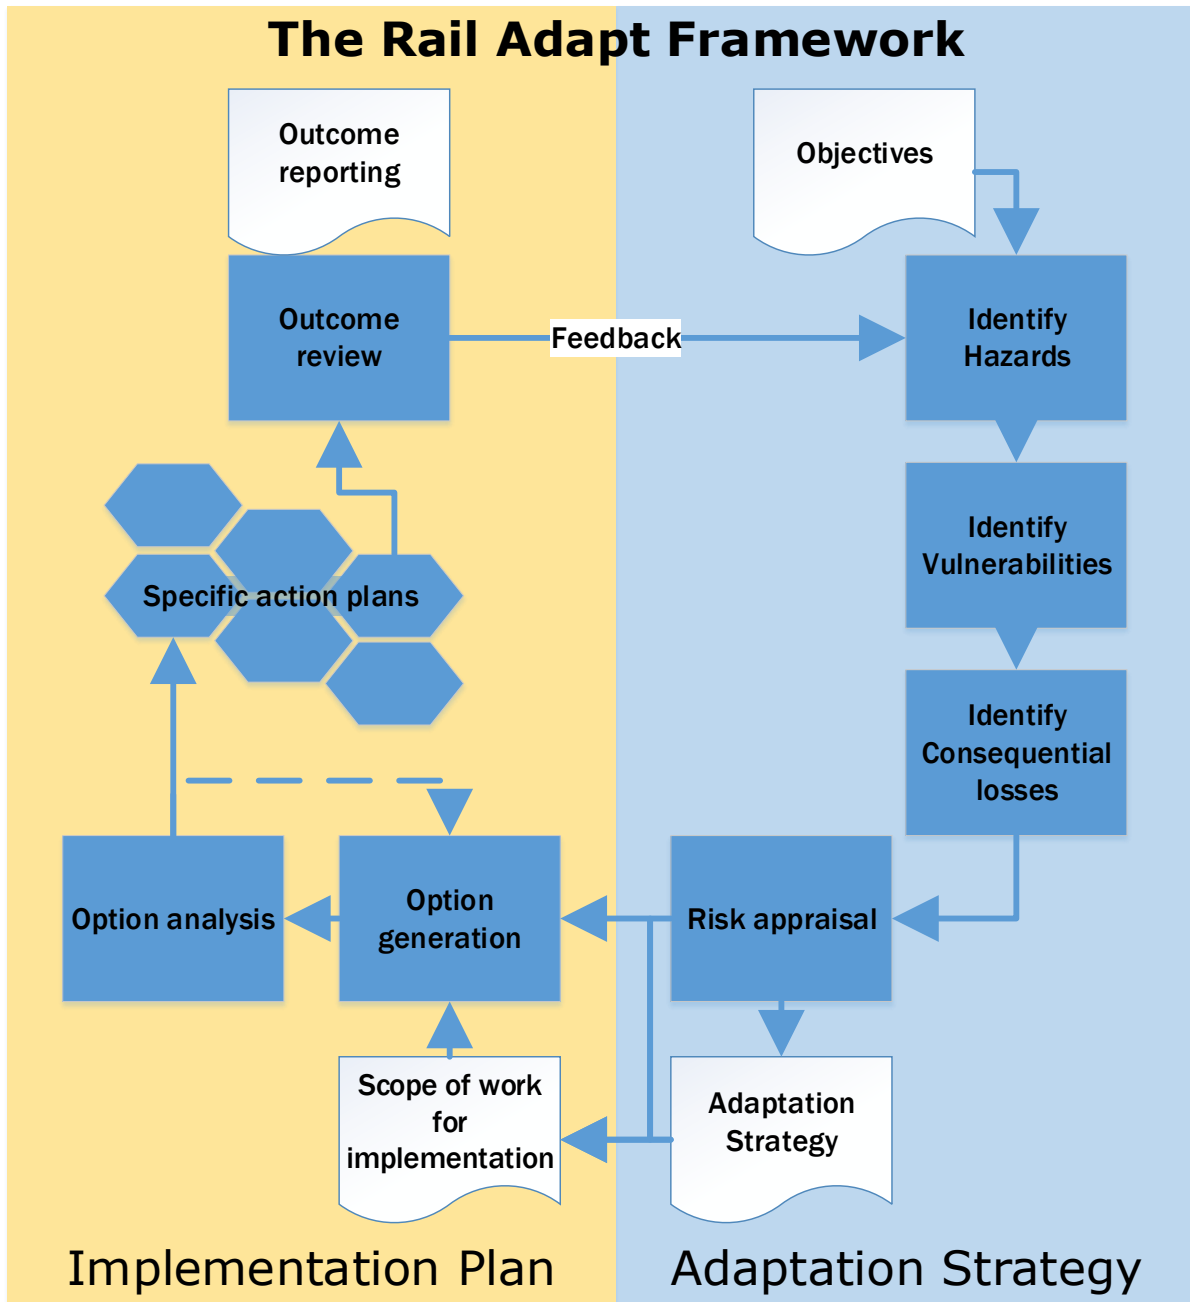 The Rail Adapt Framework
Outcome
reporting
Objectives
Outcome
review
Feedback
Identify
Hazards
Identify
Vulnerabilities
Specific action plans
Identify
Consequential
losses
Option analysis
Option
generation
Risk appraisal
Scope of work
for
implementation
Adaptation
Strategy
Implementation Plan
Adaptation Strategy